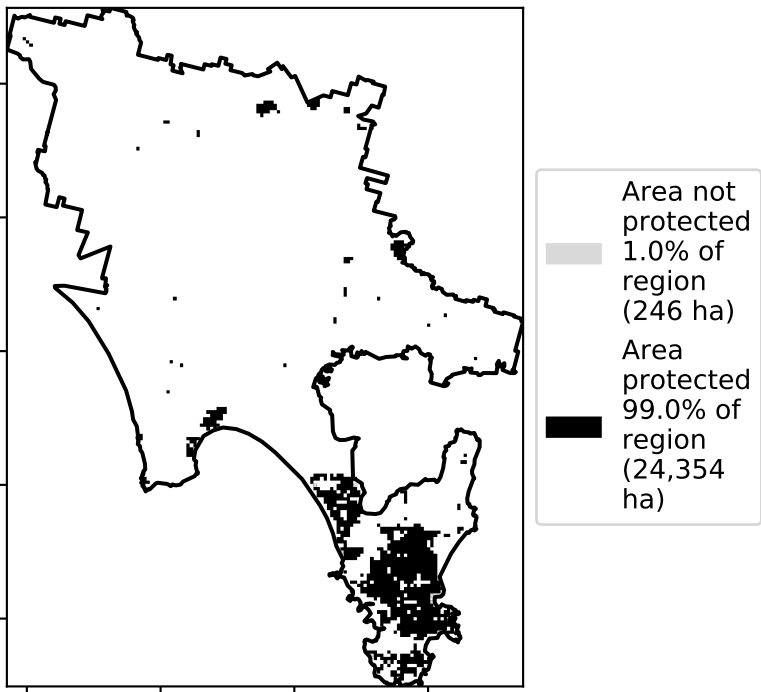 Area not
protected
1.0% of
region
(246 ha)
Area
protected
99.0% of
region
(24,354
ha)